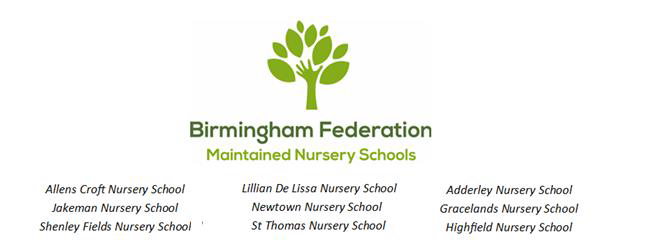 Birmingham Federation
Maintained Nursery Schools
Allens Croft Nursery School
Jakeman Nursery School
Shenley Fields Nursery School
Lillian De Lissa Nursery School
Newtown Nursery School
St Thomas Nursery School
Adderley Nursery School
Gracelands Nursery School
Highfield Nursery School